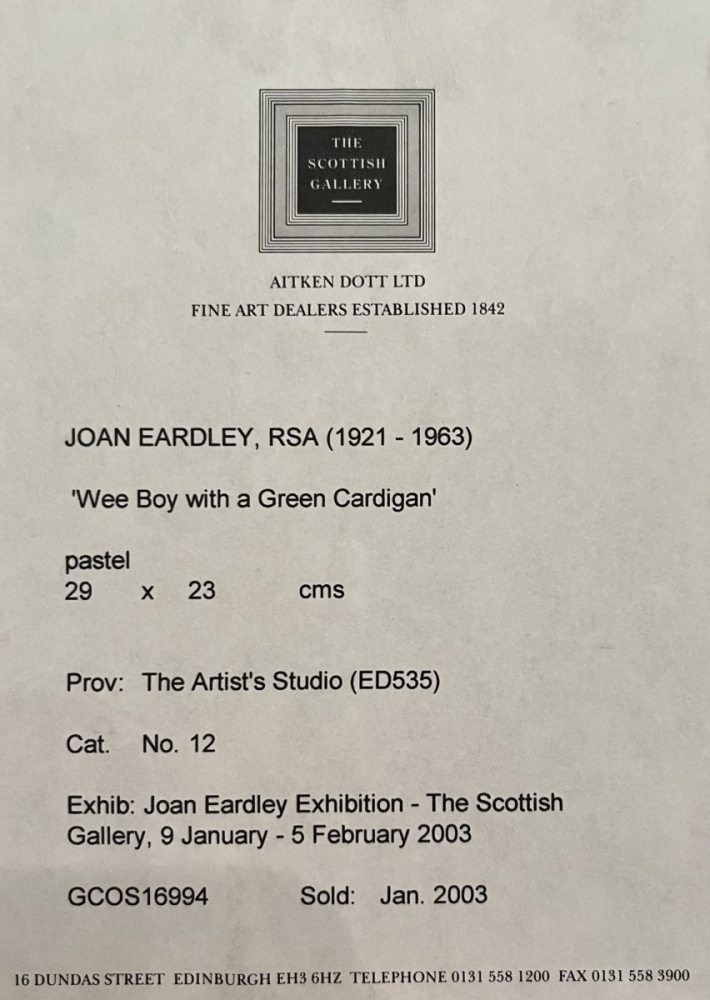 THE
SCOTTISH
GALLERY
AITKEN DOTT LTD
FINE ART DEALERS ESTABLISHED 1842
JOAN EARDLEY, RSA (1921 - 1963)
'Wee Boy with a Green Cardigan'
pastel
29 x 23 cms
Prov: The Artist's Studio (ED535)
Cat. No. 12
Exhib: Joan Eardley Exhibition - The Scottish
Gallery, 9 January - 5 February 2003
GCOS16994 Sold: Jan. 2003
16 DUNDAS STREET EDINBURGH EH3 6HZ TELEPHONE 0131 558 1200 FAX 0131 558 3900